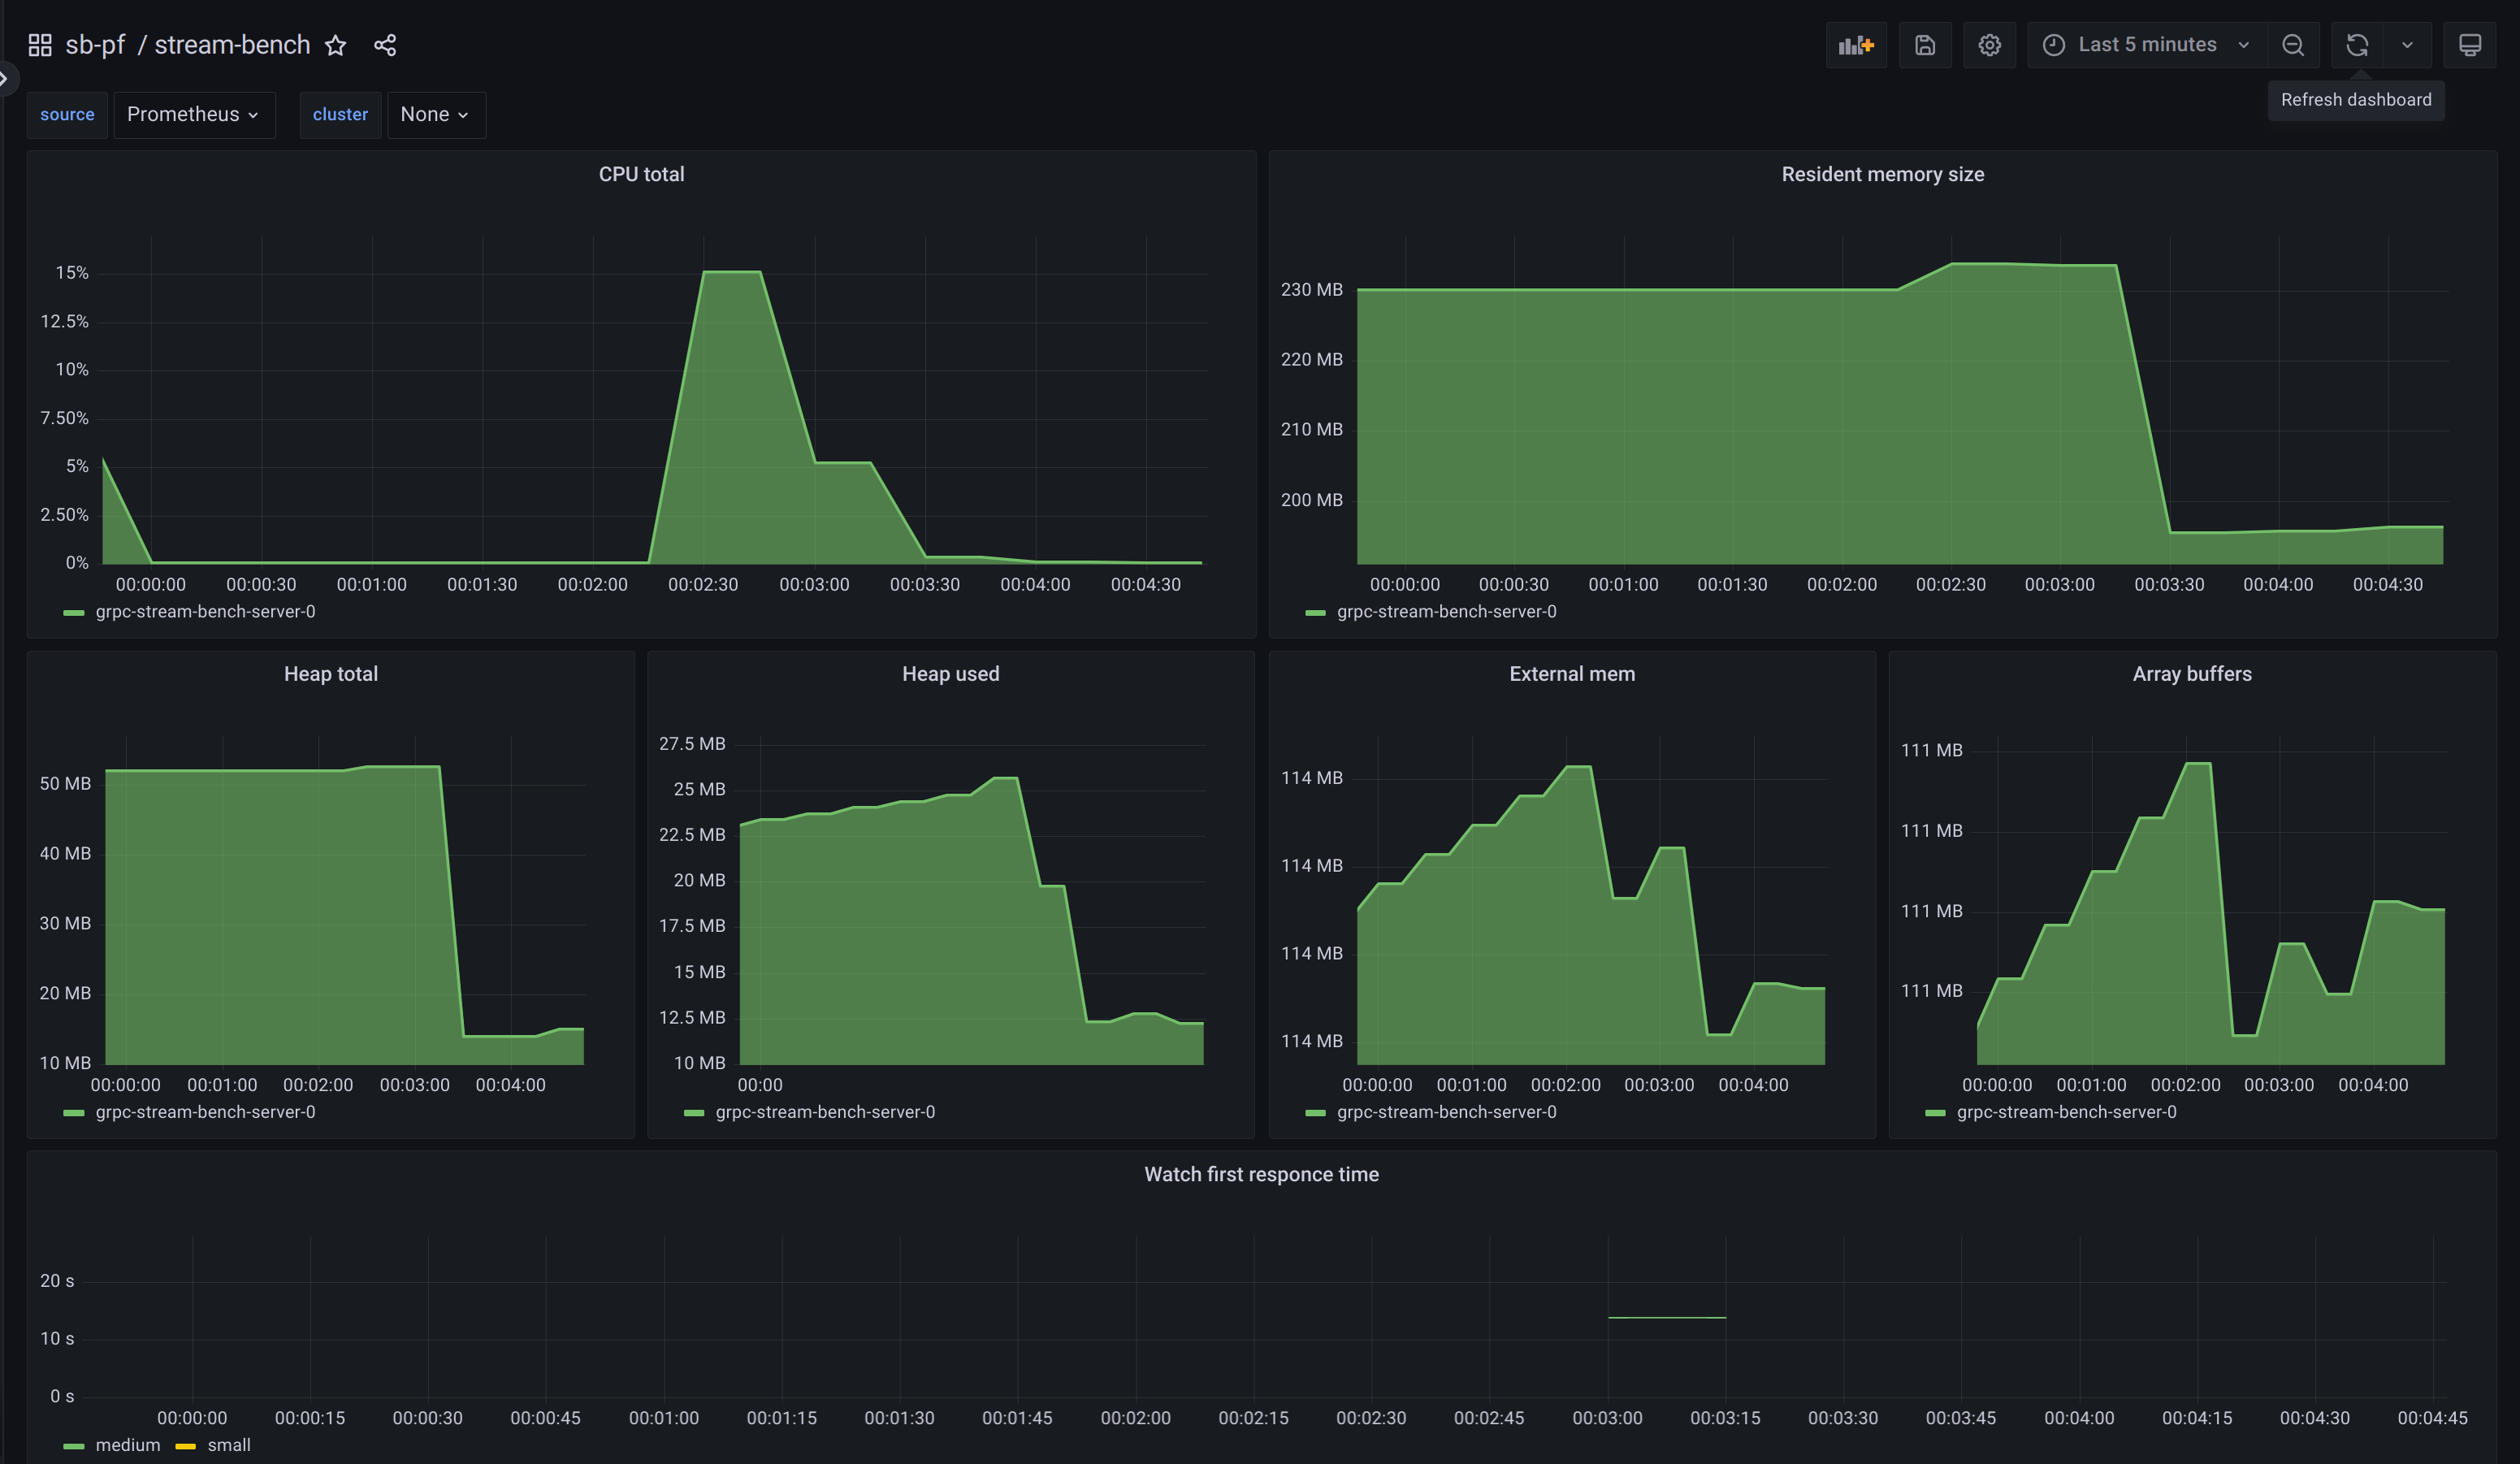 sb-pf / stream-bench
Last 5 minutes
Refresh dashboard
source Prometheus cluster None
CPU total
15%
12.5%
10%
7.50%
5%
2.50%
0%
00:00:00 00:00:30 00:01:00 00:01:30 00:02:00 00:02:30 00:03:00 00:03:30 00:04:00 00:04:30
grpc-stream-bench-server-0
Resident memory size
230 MB
220 MB
210 MB
200 MB
00:00:00 00:00:30 00:01:00 00:01:30 00:02:00 00:02:30 00:03:00 00:03:30 00:04:00 00:04:30
grpc-stream-bench-server-0
Heap total
50 MB
40 MB
30 MB
20 MB
10 MB
00:00:00 00:01:00 00:02:00 00:03:00 00:04:00
grpc-stream-bench-server-0
Heap used
27.5 MB
25 MB
22.5 MB
20 MB
17.5 MB
15 MB
12.5 MB
10 MB
00:00
grpc-stream-bench-server-0
External mem
114 MB
114 MB
114 MB
114 MB
00:00:00 00:01:00 00:02:00 00:03:00 00:04:00
grpc-stream-bench-server-0
Array buffers
111 MB
111 MB
111 MB
111 MB
00:00:00 00:01:00 00:02:00 00:03:00 00:04:00
grpc-stream-bench-server-0
Watch first responce time
20 s
10 s
0 s
00:00:00 00:00:15 00:00:30 00:00:45 00:01:00 00:01:15 00:01:30 00:01:45 00:02:00 00:02:15 00:02:30 00:02:45 00:03:00 00:03:15 00:03:30 00:03:45 00:04:00 00:04:15 00:04:30 00:04:45
medium small